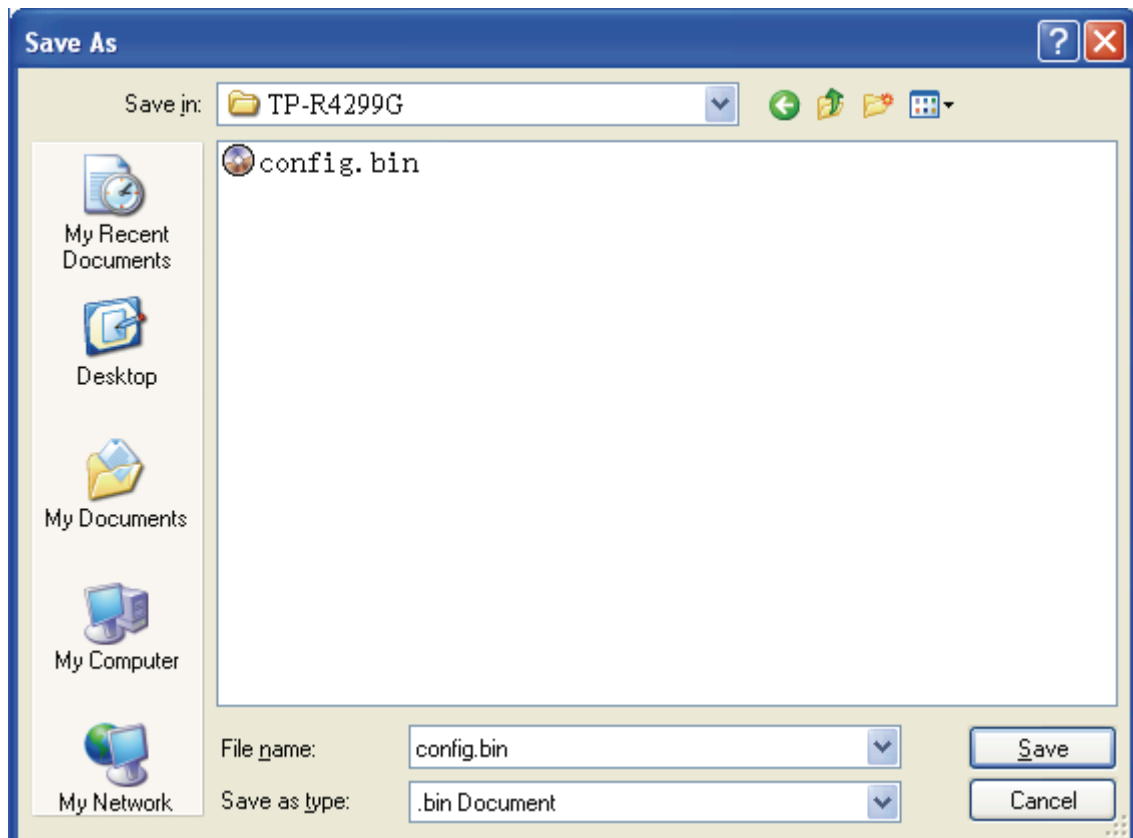 Save As
Save in:
TP-R4299G
config.bin
My Recent
Documents
Desktop
My Documents
My Computer
My Network
File name:
config.bin
Save
Save as type:
.bin Document
Cancel